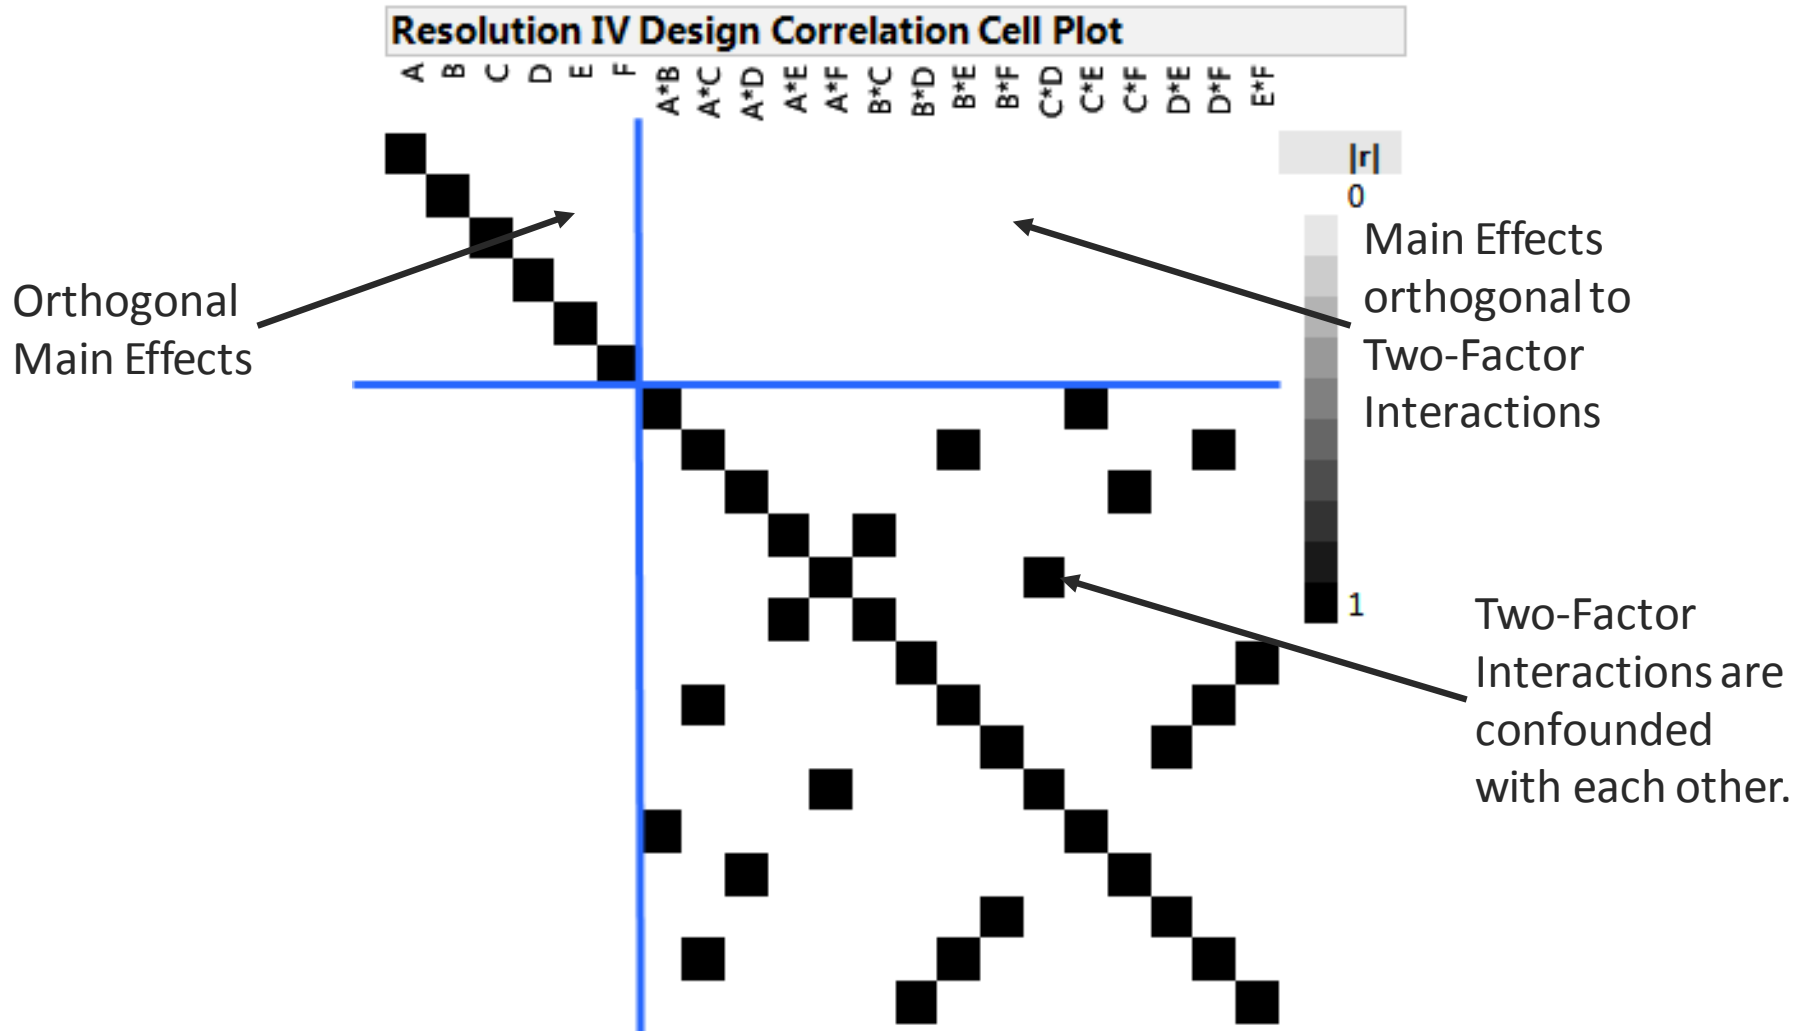 Resolution IV Design Correlation Cell Plot
A B C D E F A*B A*C A*D A*E A*F B*C B*D B*E B*F C*D C*E C*F D*E D*F E*F
|r|
0
1
Orthogonal
Main Effects
Main Effects
orthogonal to
Two-Factor
Interactions
Two-Factor
Interactions are
confounded
with each other.